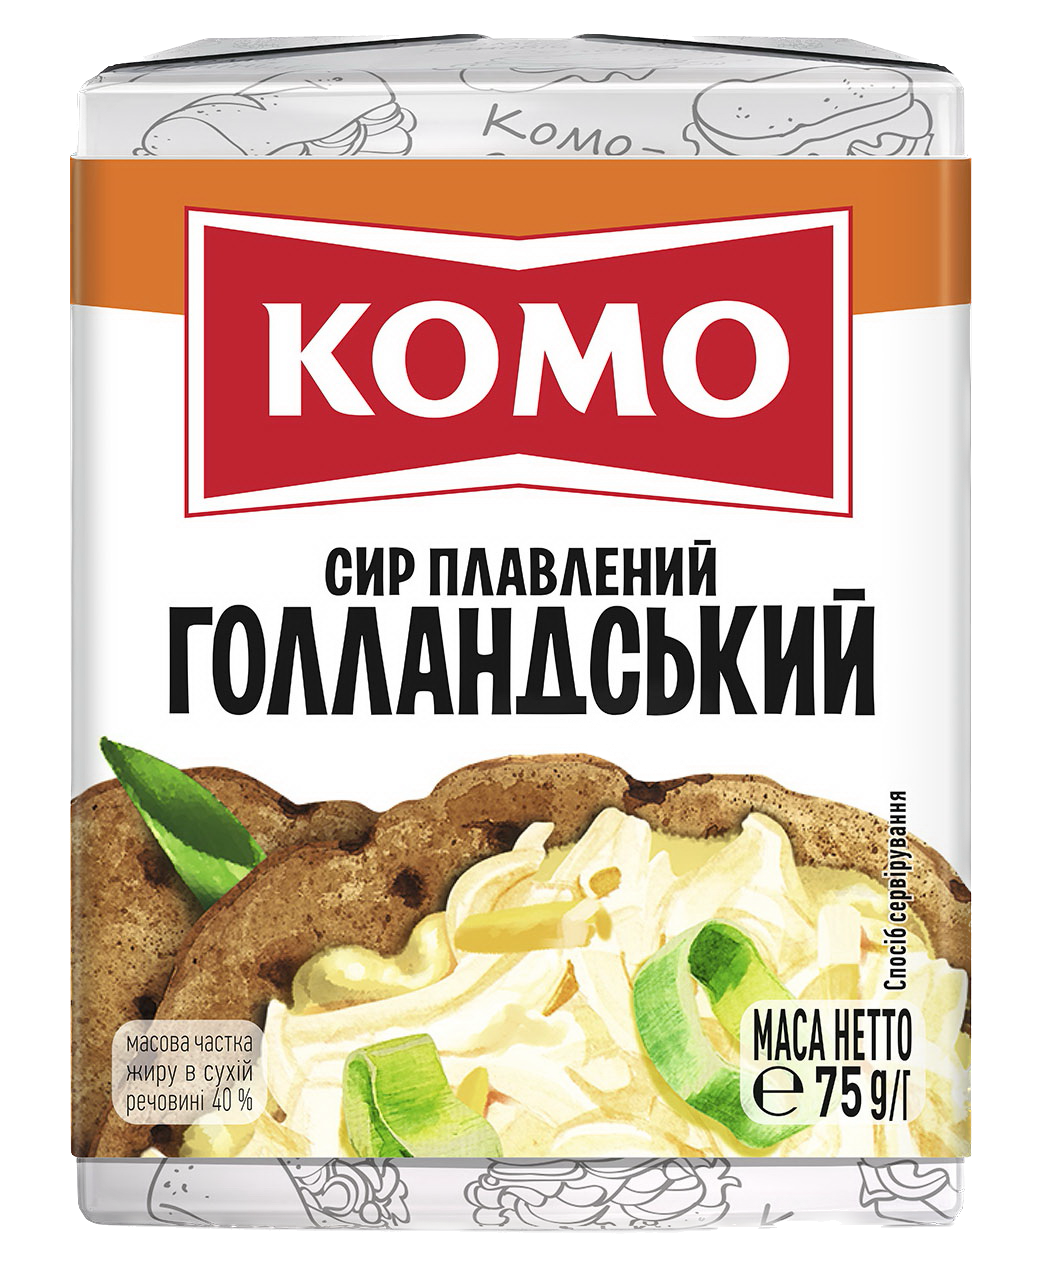 Комо-
КОМО
СИР ПЛАВЛЕНИЙ
ГОЛЛАНДСЬКИЙ
Спосіб сервірування
масова частка
жиру в сухій
речовині 40 %
МАСА НЕТТО
℮ 75 g/г